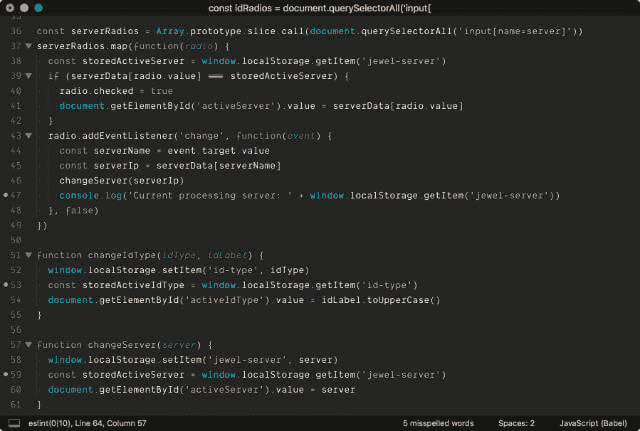 const idRadios = document.querySelectorAll('input[
36 const serverRadios = Array.prototype.slice.call(document.querySelectorAll('input[name=server]'))
37 serverRadios.map(function(radio) {
38 const storedActiveServer = window.localStorage.getItem('jewel-server')
39 if (serverData[radio.value] === storedActiveServer) {
40 radio.checked = true
41 document.getElementById('activeServer').value = serverData[radio.value]
42 }
43 radio.addEventListener('change', function(event) {
44 const serverName = event.target.value
45 const serverIp = serverData[serverName]
46 changeServer(serverIp)
47 console.log('Current processing server: ' + window.localStorage.getItem('jewel-server'))
48 }, false)
49 })
50
51 function changeIdType(idType, idLabel) {
52 window.localStorage.setItem('id-type', idType)
53 const storedActiveIdType = window.localStorage.getItem('id-type')
54 document.getElementById('activeIdType').value = idLabel.toUpperCase()
55 }
56
57 function changeServer(server) {
58 window.localStorage.setItem('jewel-server', server)
59 const storedActiveServer = window.localStorage.getItem('jewel-server')
60 document.getElementById('activeServer').value = server
61 }
eslint(0|10), Line 64, Column 57 5 misspelled words Spaces: 2 JavaScript (Babel)